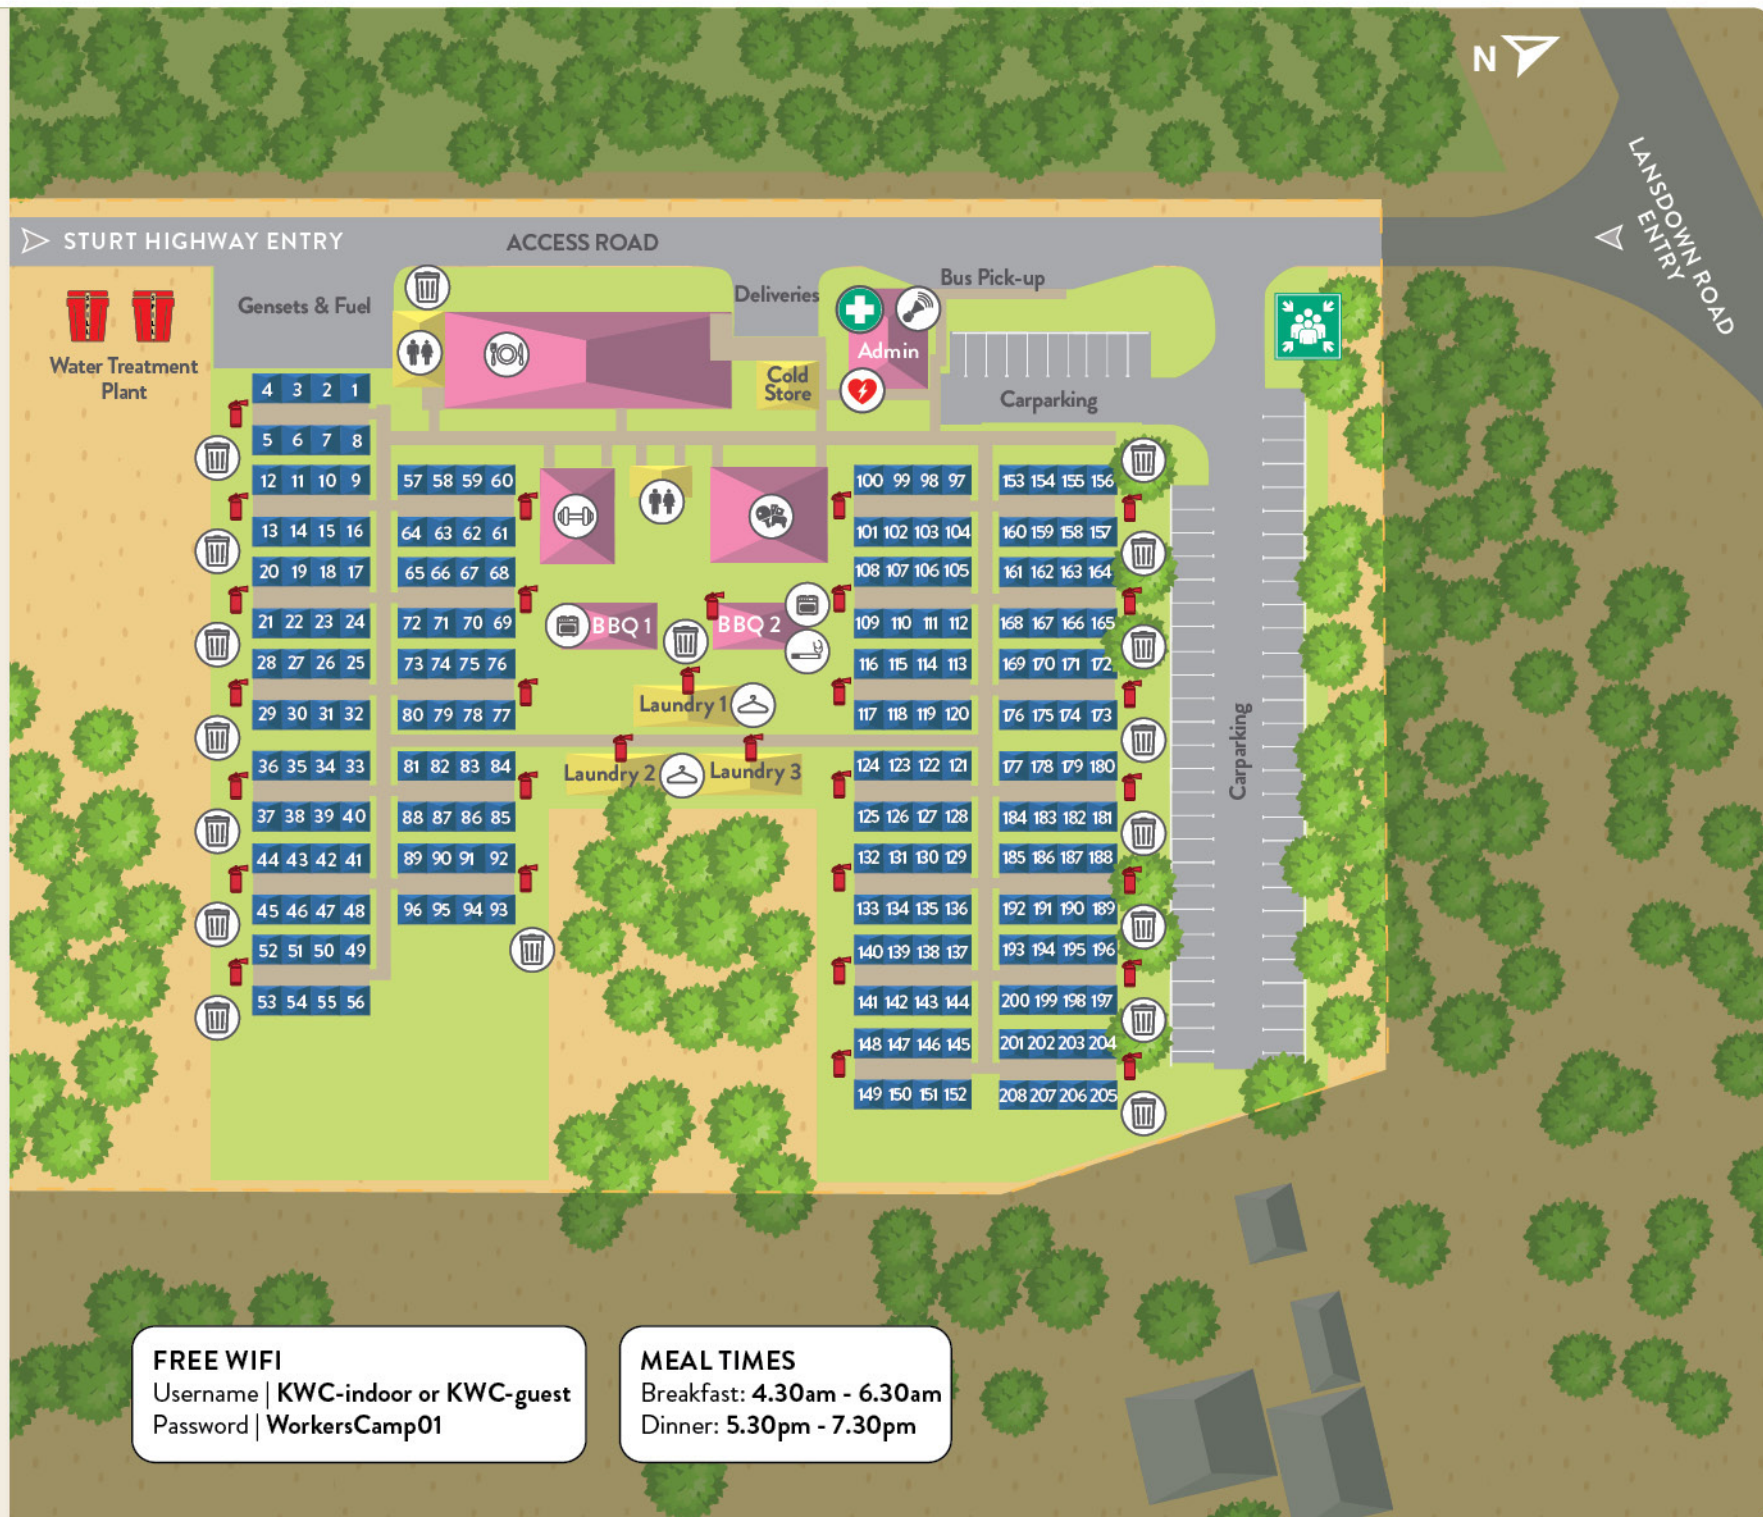 N
LANSDOWN ROAD
ENTRY
STURT HIGHWAY ENTRY
ACCESS ROAD
Gensets & Fuel
Deliveries
Bus Pick-up
Water Treatment
Plant
Cold
Store
Admin
Carparking
4 3 2 1
5 6 7 8
12 11 10 9
13 14 15 16
20 19 18 17
21 22 23 24
28 27 26 25
29 30 31 32
36 35 34 33
37 38 39 40
44 43 42 41
45 46 47 48
52 51 50 49
53 54 55 56
57 58 59 60
64 63 62 61
65 66 67 68
72 71 70 69
73 74 75 76
80 79 78 77
81 82 83 84
88 87 86 85
89 90 91 92
96 95 94 93
BBQ 1
BBQ 2
Laundry 1
Laundry 2
Laundry 3
100 99 98 97
101 102 103 104
108 107 106 105
109 110 111 112
116 115 114 113
117 118 119 120
124 123 122 121
125 126 127 128
132 131 130 129
133 134 135 136
140 139 138 137
141 142 143 144
148 147 146 145
149 150 151 152
153 154 155 156
160 159 158 157
161 162 163 164
168 167 166 165
169 170 171 172
176 175 174 173
177 178 179 180
184 183 182 181
185 186 187 188
192 191 190 189
193 194 195 196
200 199 198 197
201 202 203 204
208 207 206 205
Carparking
FREE WIFI
Username | KWC-indoor or KWC-guest
Password | WorkersCamp01
MEAL TIMES
Breakfast: 4.30am - 6.30am
Dinner: 5.30pm - 7.30pm